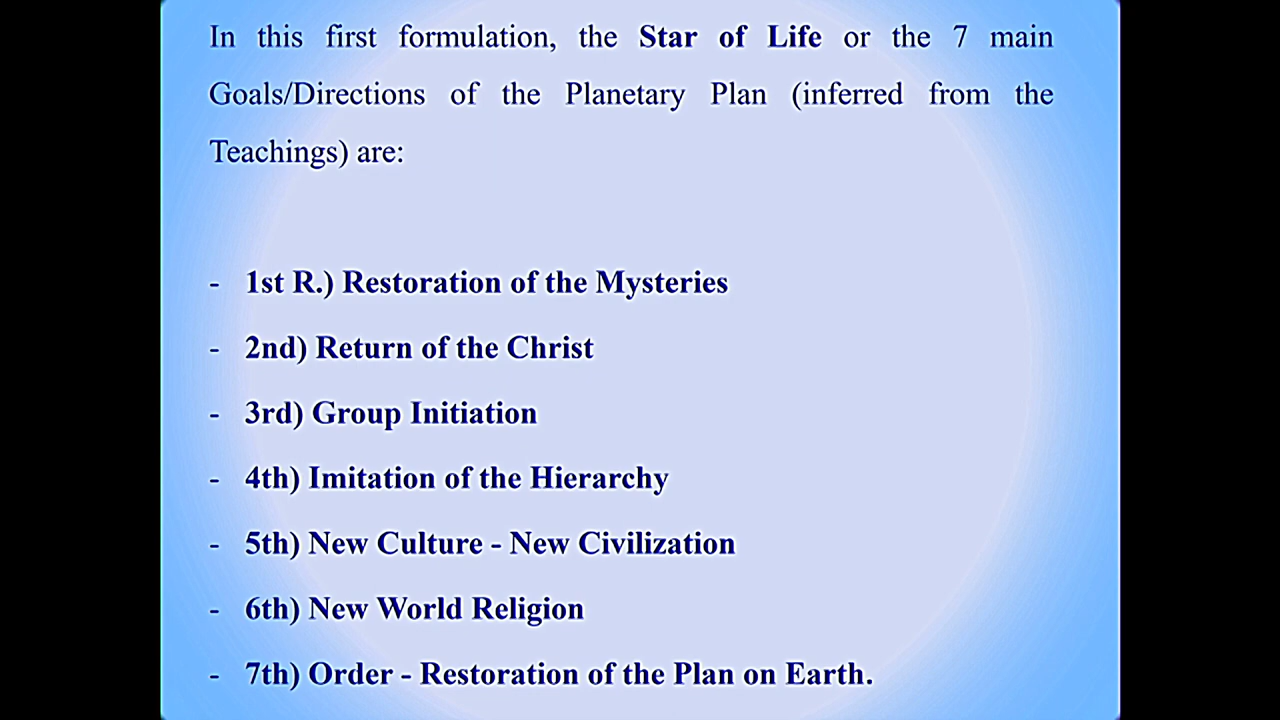 In this first formulation, the Star of Life or the 7 main
Goals/Directions of the Planetary Plan (inferred from the
Teachings) are:
- 1st R.) Restoration of the Mysteries
- 2nd) Return of the Christ
- 3rd) Group Initiation
- 4th) Imitation of the Hierarchy
- 5th) New Culture - New Civilization
- 6th) New World Religion
- 7th) Order - Restoration of the Plan on Earth.